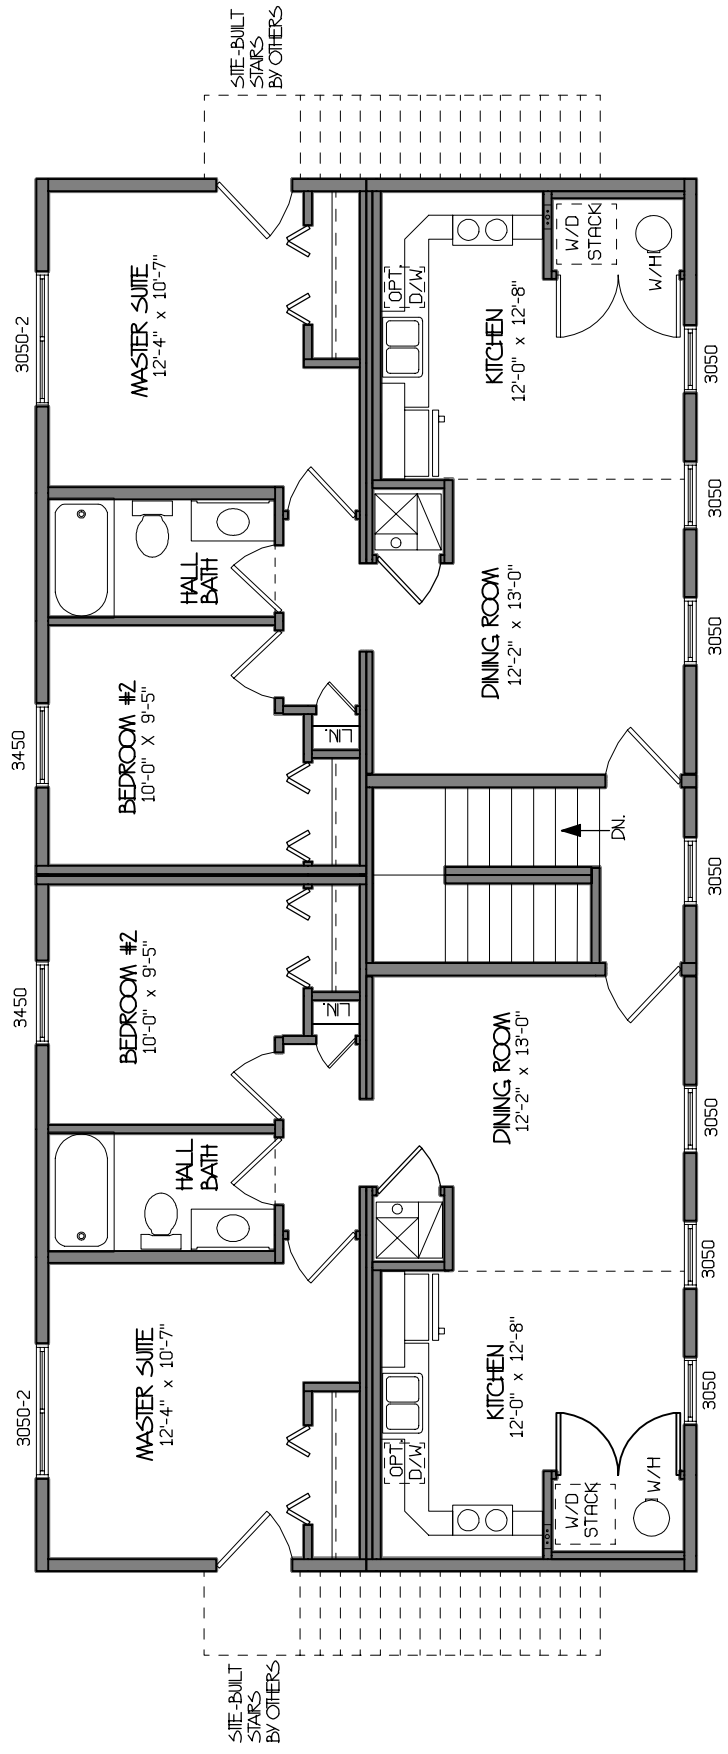 SITE-BUILT
STAIRS
BY OTHERS
3050-2
MASTER SUITE
12'-4" x 10'-7"
OPT.
D/W
KITCHEN
12'-0" x 12'-8"
W/D
STACK
W/H
3050
3050
HALL
BATH
DINING ROOM
12'-2" x 13'-0"
3050
3450
BEDROOM #2
10'-0" X 9'-5"
LIN.
DN.
3050
3450
BEDROOM #2
10'-0" x 9'-5"
LIN.
DINING ROOM
12'-2" x 13'-0"
3050
HALL
BATH
3050
3050-2
MASTER SUITE
12'-4" x 10'-7"
KITCHEN
12'-0" x 12'-8"
3050
OPT.
D/W
W/D
STACK
W/H
SITE-BUILT
STAIRS
BY OTHERS